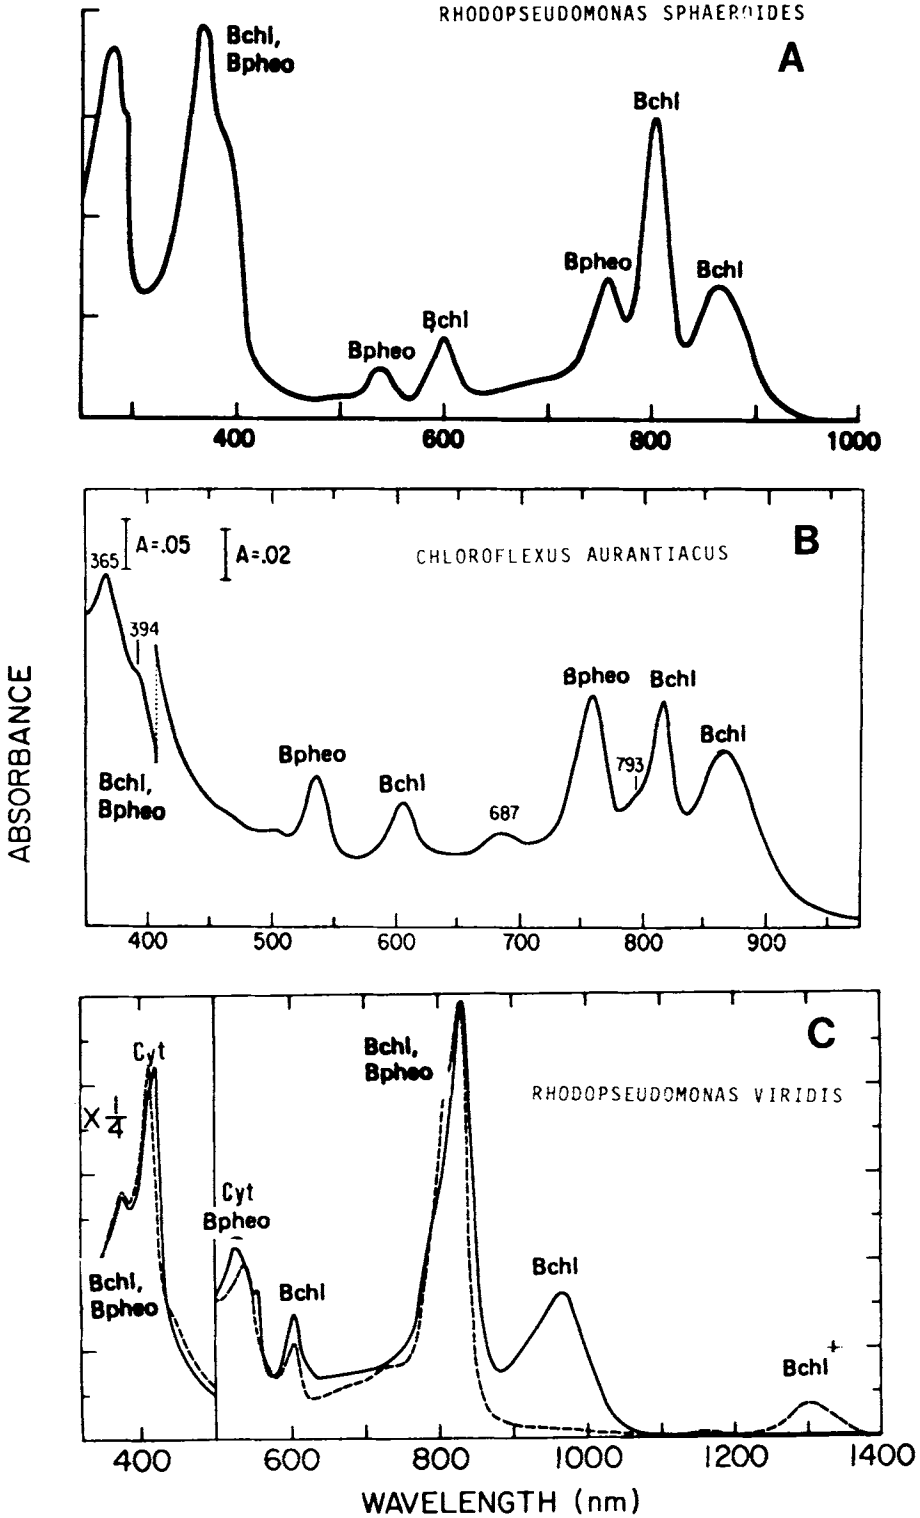 RHODOPSEUDOMONAS SPHAEROIDES
A
Bchl,
Bpheo
Bchl
Bpheo
Bchl
Bchl
Bpheo
400
600
800
1000
B
A=.05
A=.02
CHLOROFLEXUS AURANTIACUS
365
394
Bpheo
Bchl
Bchl
793
Bpheo
Bchl
687
Bchl,
Bpheo
400
500
600
700
800
900
ABSORBANCE
C
Cyt
Bchl,
Bpheo
RHODOPSEUDOMONAS VIRIDIS
X 1/4
Cyt
Bpheo
Bchl
Bchl
Bchl,
Bpheo
Bchl+
400
600
800
1000
1200
1400
WAVELENGTH (nm)